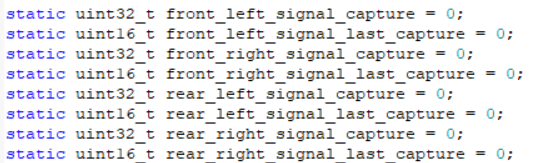 static uint32_t front_left_signal_capture = 0;
static uint16_t front_left_signal_last_capture = 0;
static uint32_t front_right_signal_capture = 0;
static uint16_t front_right_signal_last_capture = 0;
static uint32_t rear_left_signal_capture = 0;
static uint16_t rear_left_signal_last_capture = 0;
static uint32_t rear_right_signal_capture = 0;
static uint16_t rear_right_signal_last_capture = 0;